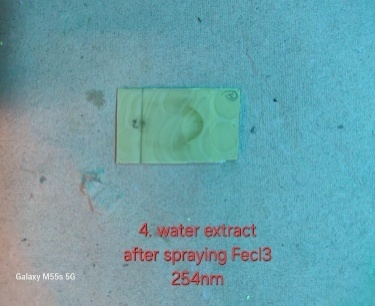 4. water extract
after spraying Fecl3
254nm
Galaxy M55s 5G